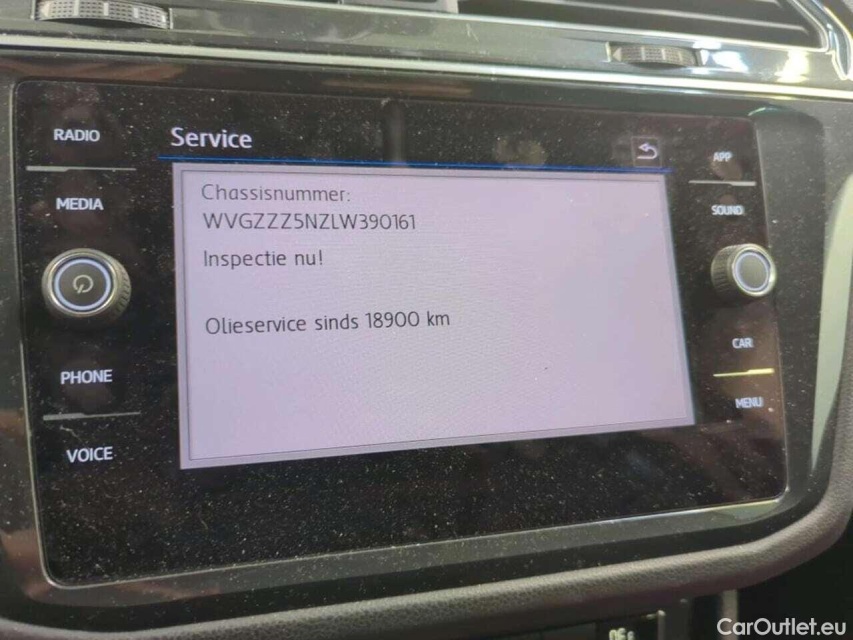 RADIO
MEDIA
PHONE
VOICE
Service
Chassisnummer:
WVGZZZ5NZLW390161
Inspectie nu!
Olieservice sinds 18900 km
APP
SOUND
CAR
MENU
CarOutlet.eu